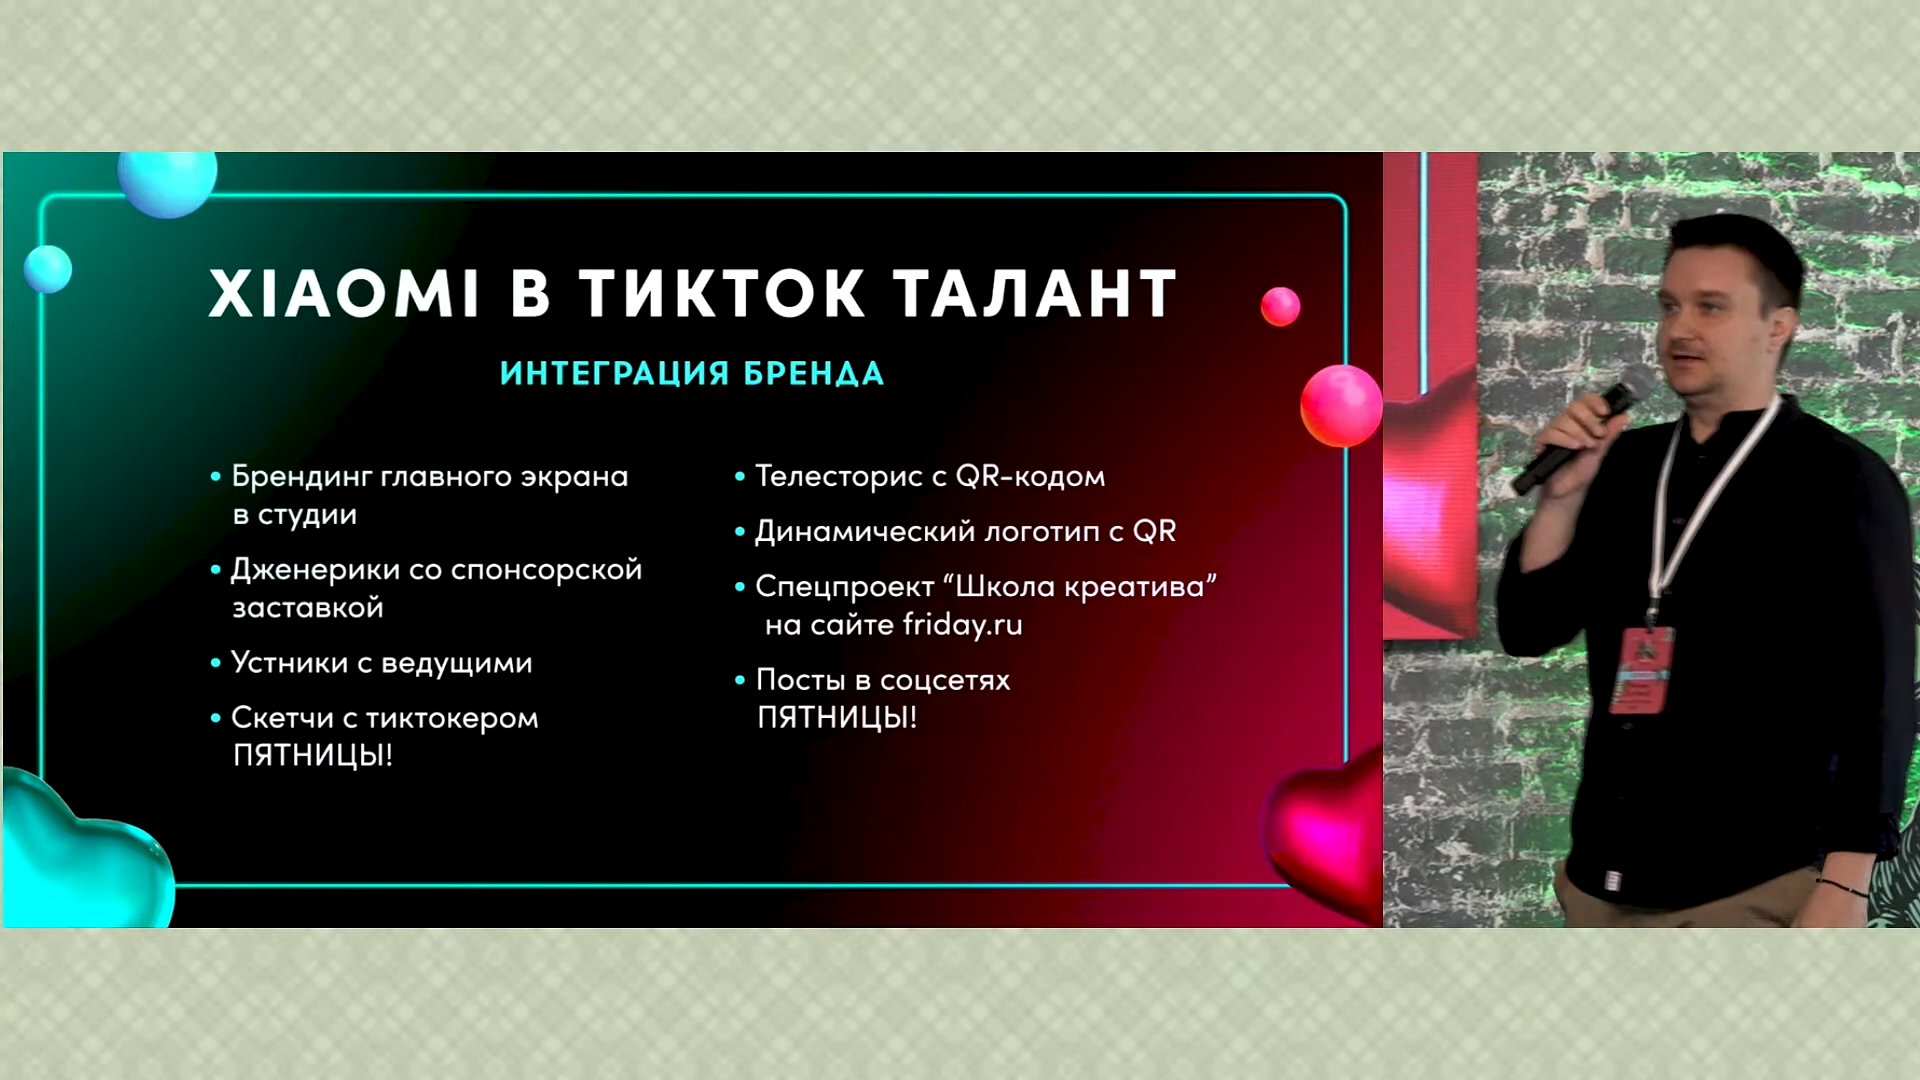 XIAOMI В ТИКТОК ТАЛАНТ
ИНТЕГРАЦИЯ БРЕНДА
• Брендинг главного экрана
в студии
• Дженерики со спонсорской
заставкой
• Устники с ведущими
• Скетчи с тиктокером
ПЯТНИЦЫ!
• Телесторис с QR-кодом
• Динамический логотип с QR
• Спецпроект “Школа креатива”
на сайте friday.ru
• Посты в соцсетях
ПЯТНИЦЫ!